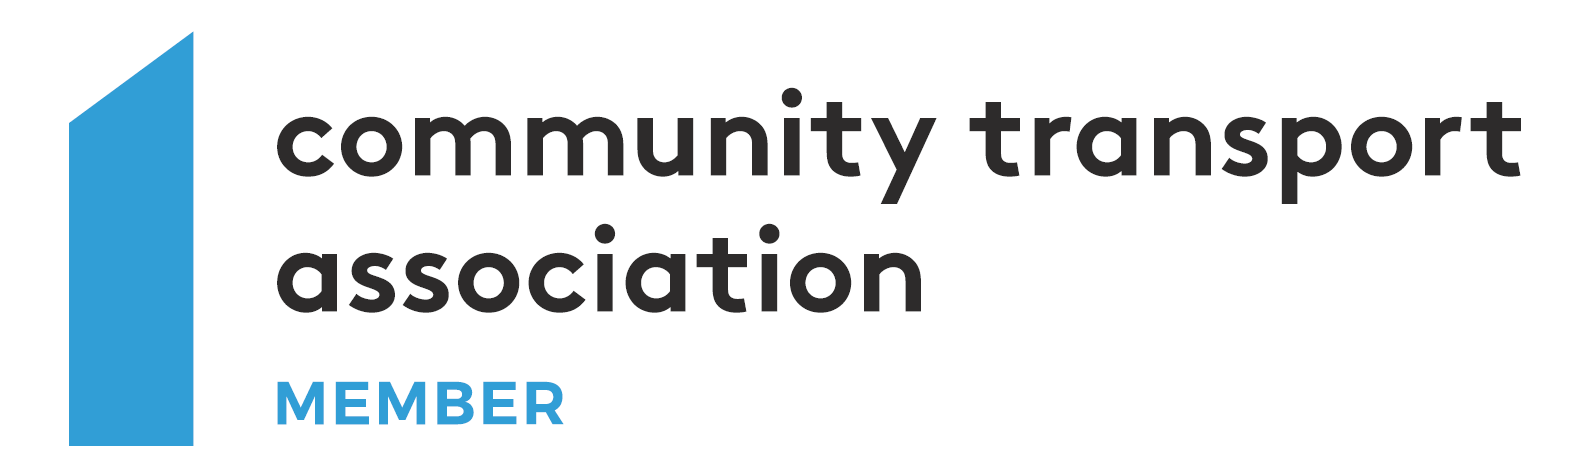 community transport
association
MEMBER